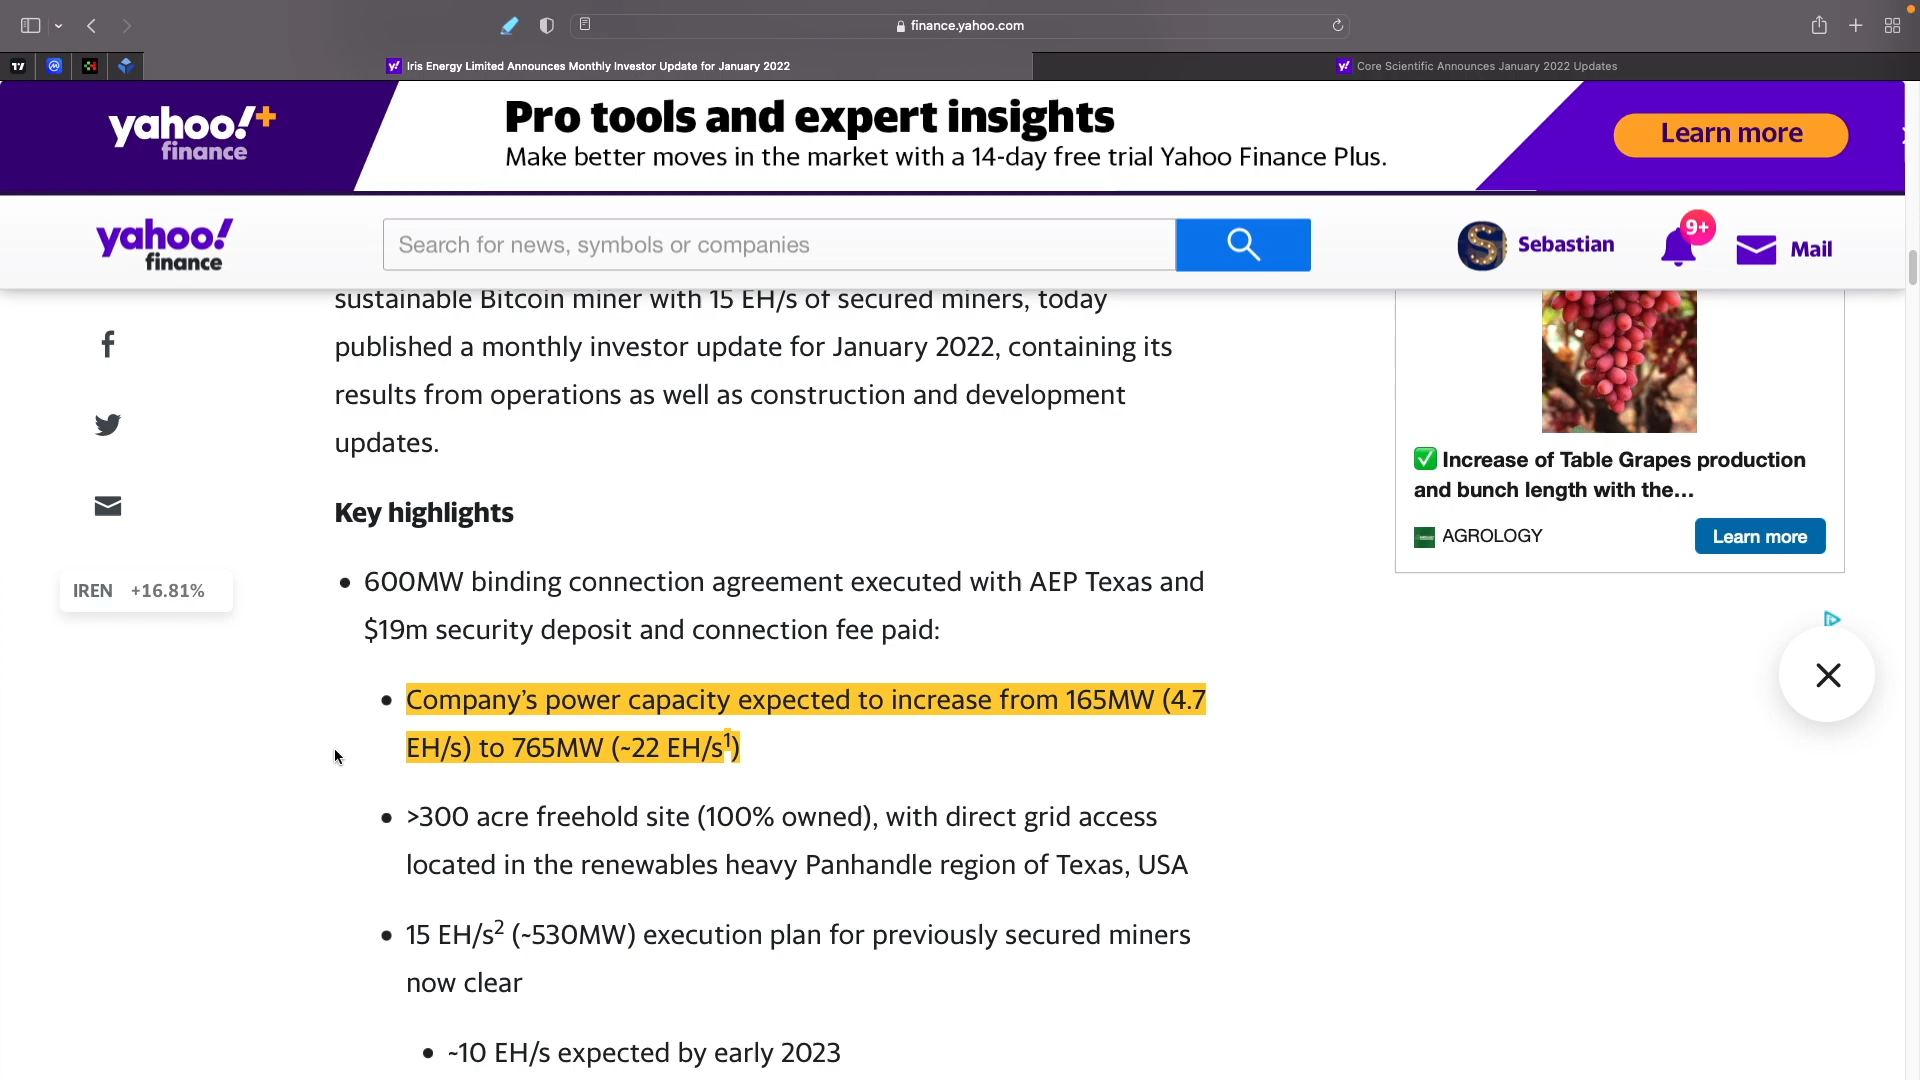 finance.yahoo.com
Iris Energy Limited Announces Monthly Investor Update for January 2022
Core Scientific Announces January 2022 Updates
yahoo!+
finance
Pro tools and expert insights
Make better moves in the market with a 14-day free trial Yahoo Finance Plus.
Learn more
yahoo!
finance
Search for news, symbols or companies
Sebastian
9+
Mail
sustainable Bitcoin miner with 15 EH/s of secured miners, today
published a monthly investor update for January 2022, containing its
results from operations as well as construction and development
updates.
Key highlights
IREN +16.81%
• 600MW binding connection agreement executed with AEP Texas and
$19m security deposit and connection fee paid:
• Company’s power capacity expected to increase from 165MW (4.7
EH/s) to 765MW (~22 EH/s¹)
• >300 acre freehold site (100% owned), with direct grid access
located in the renewables heavy Panhandle region of Texas, USA
• 15 EH/s² (~530MW) execution plan for previously secured miners
now clear
• ~10 EH/s expected by early 2023
✅ Increase of Table Grapes production
and bunch length with the...
AGROLOGY
Learn more